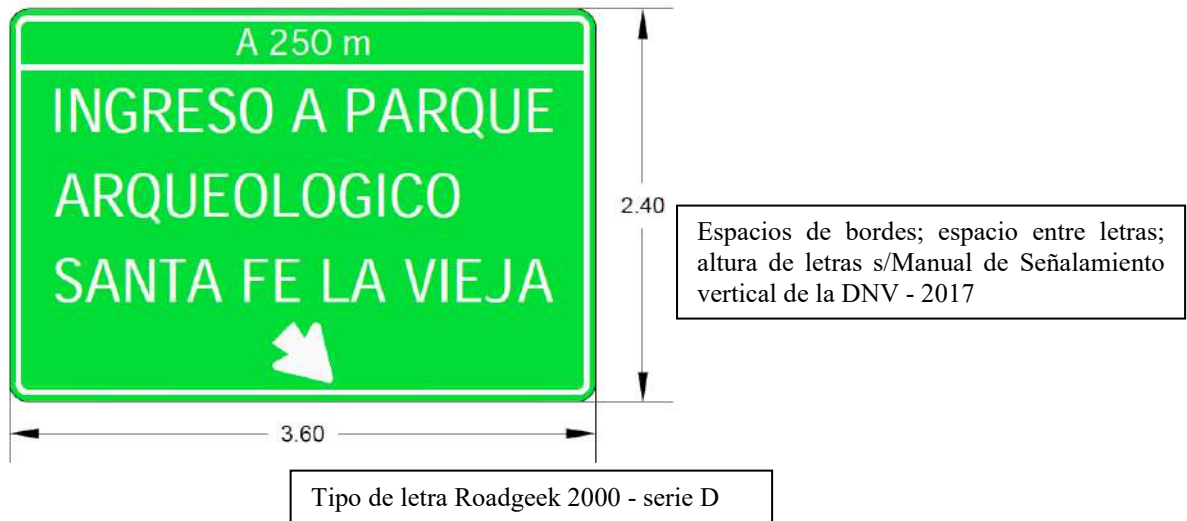 A 250 m
INGRESO A PARQUE
ARQUEOLOGICO
SANTA FE LA VIEJA
2.40
Espacios de bordes; espacio entre letras;
altura de letras s/Manual de Señalamiento
vertical de la DNV - 2017
3.60
Tipo de letra Roadgeek 2000 - serie D